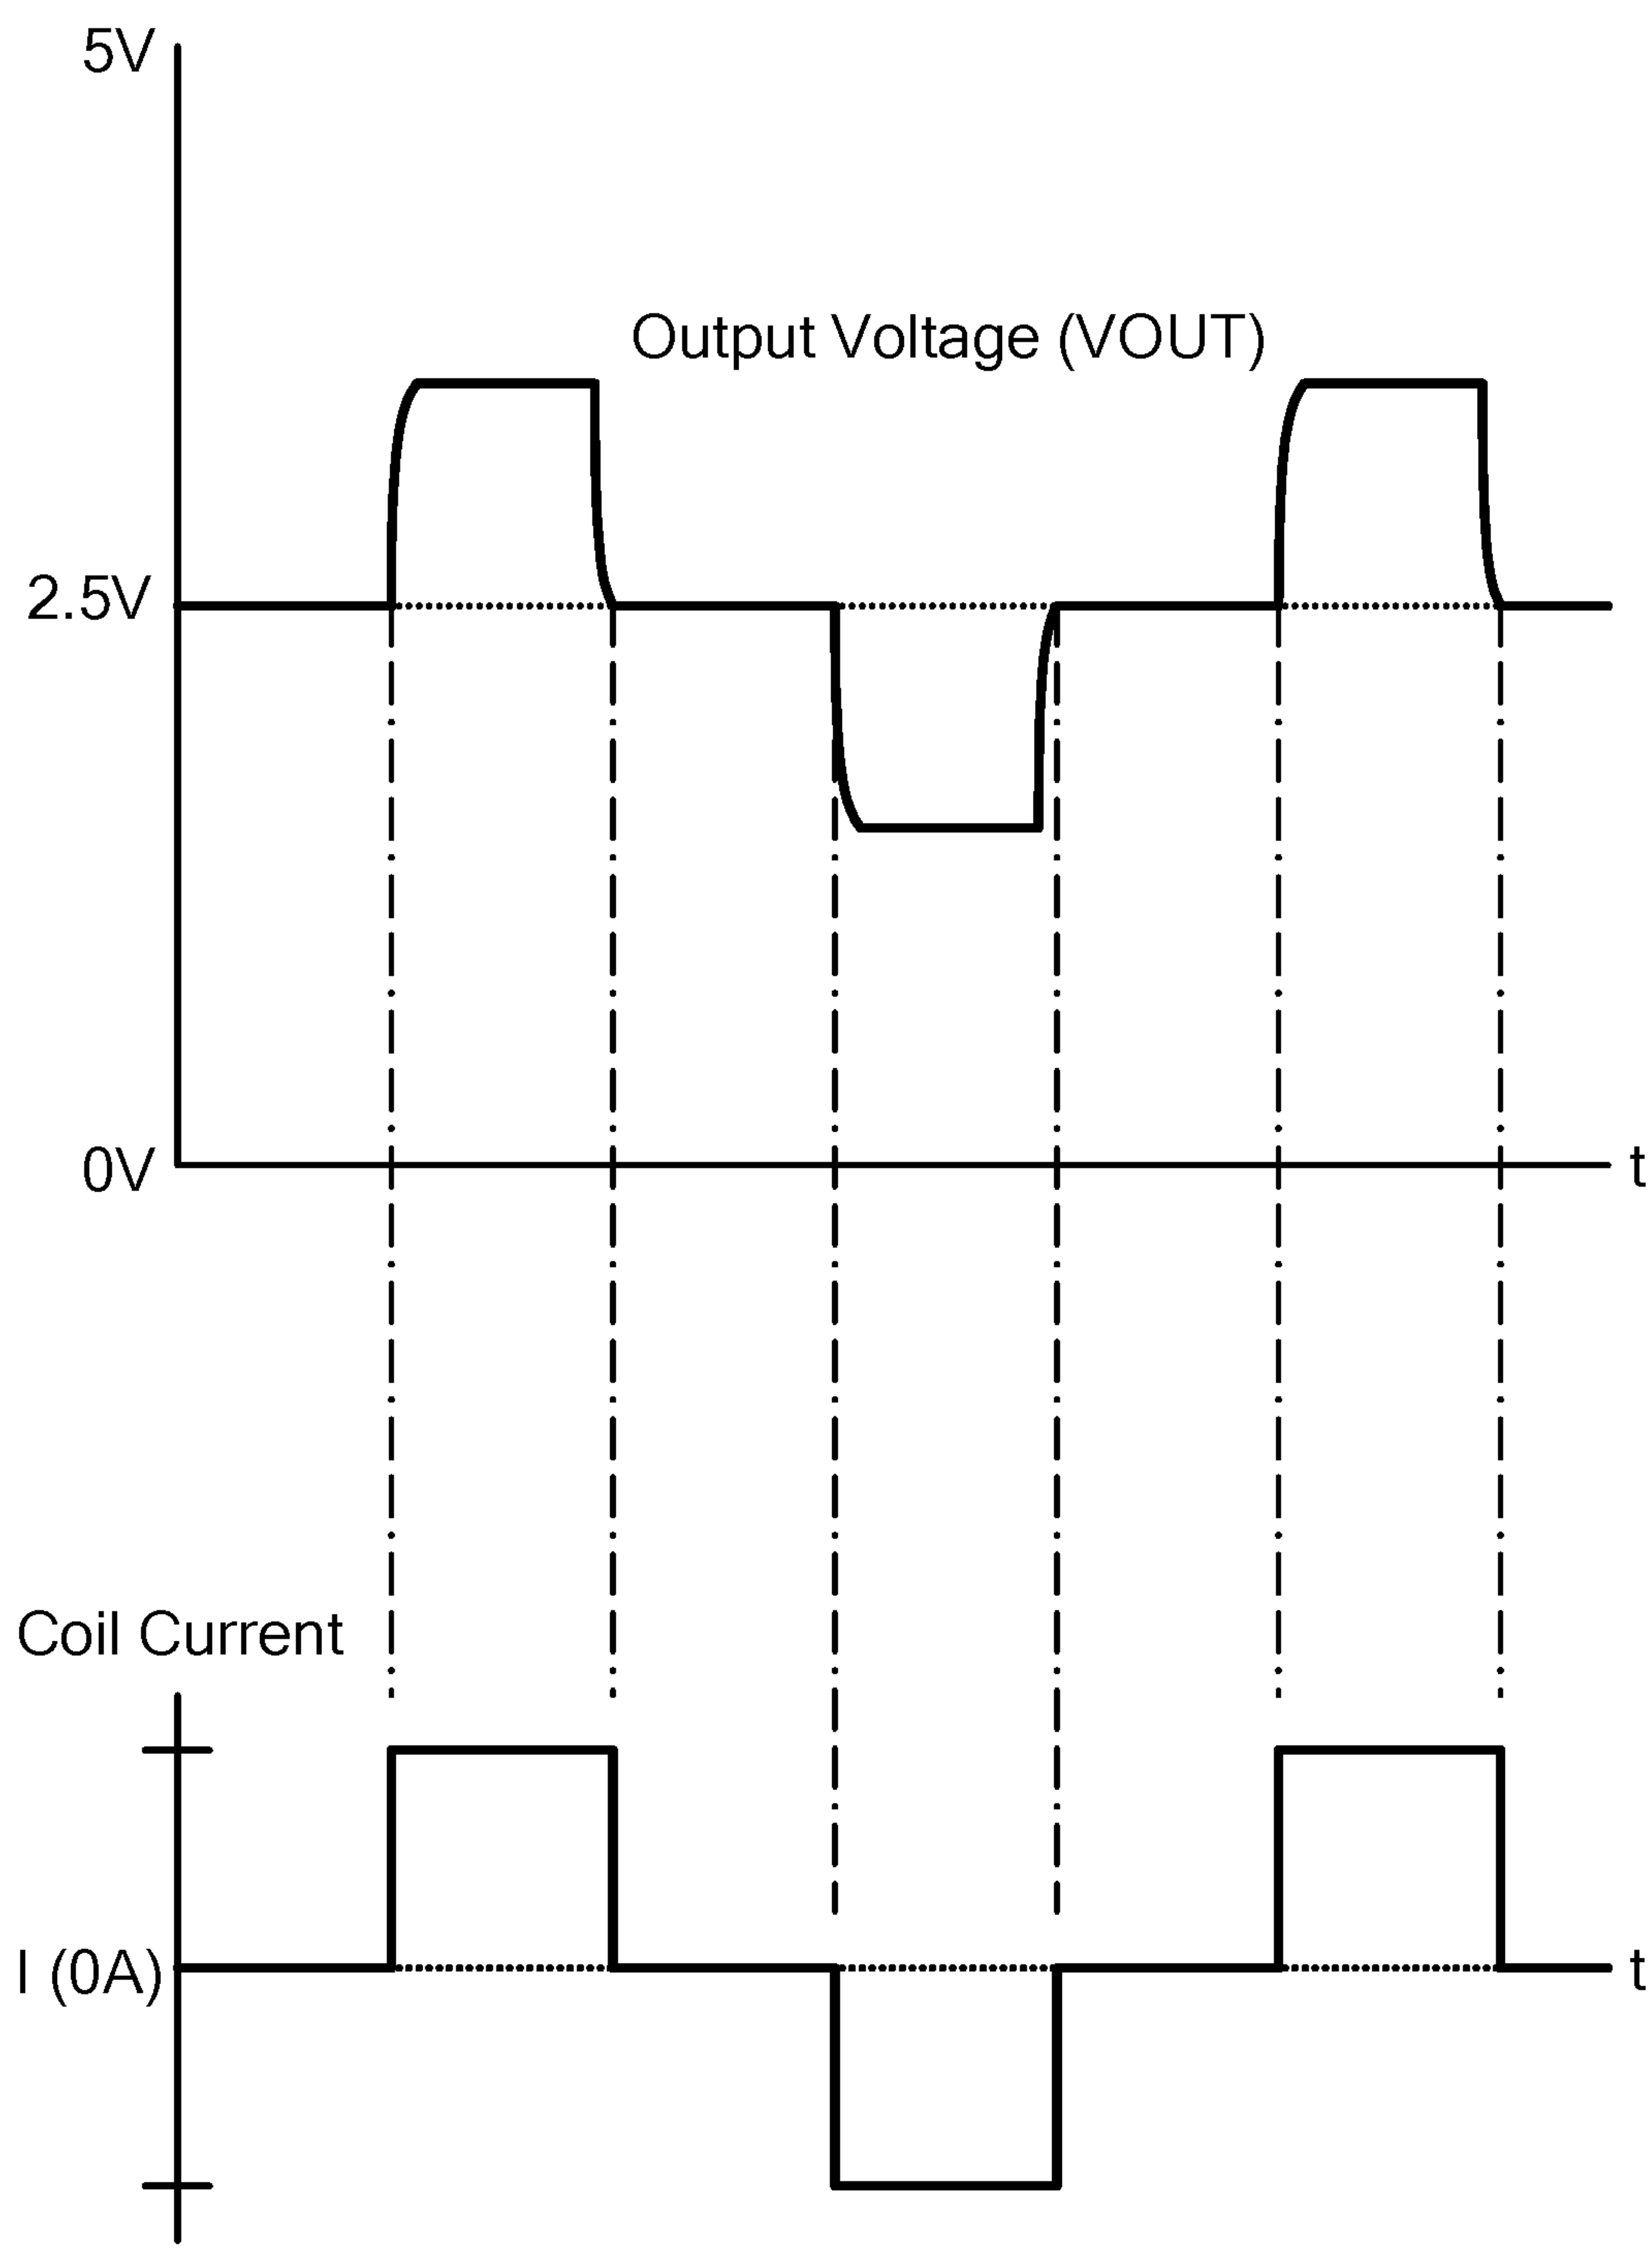 5V
Output Voltage (VOUT)
2.5V
0V
t
Coil Current
I (0A)
t